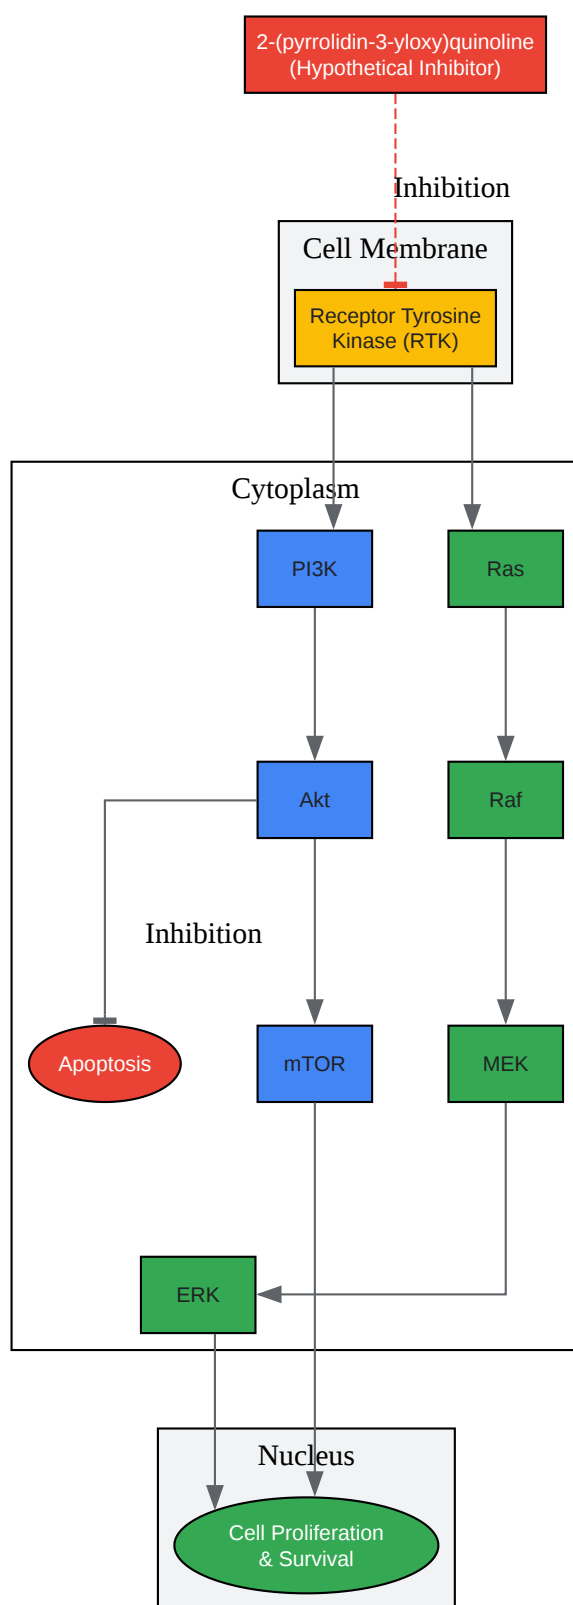 2-(pyrrolidin-3-yloxy)quinoline
(Hypothetical Inhibitor)
Inhibition
Cell Membrane
Receptor Tyrosine
Kinase (RTK)
Cytoplasm
PI3K
Ras
Akt
Raf
Inhibition
Apoptosis
mTOR
MEK
ERK
Nucleus
Cell Proliferation
& Survival